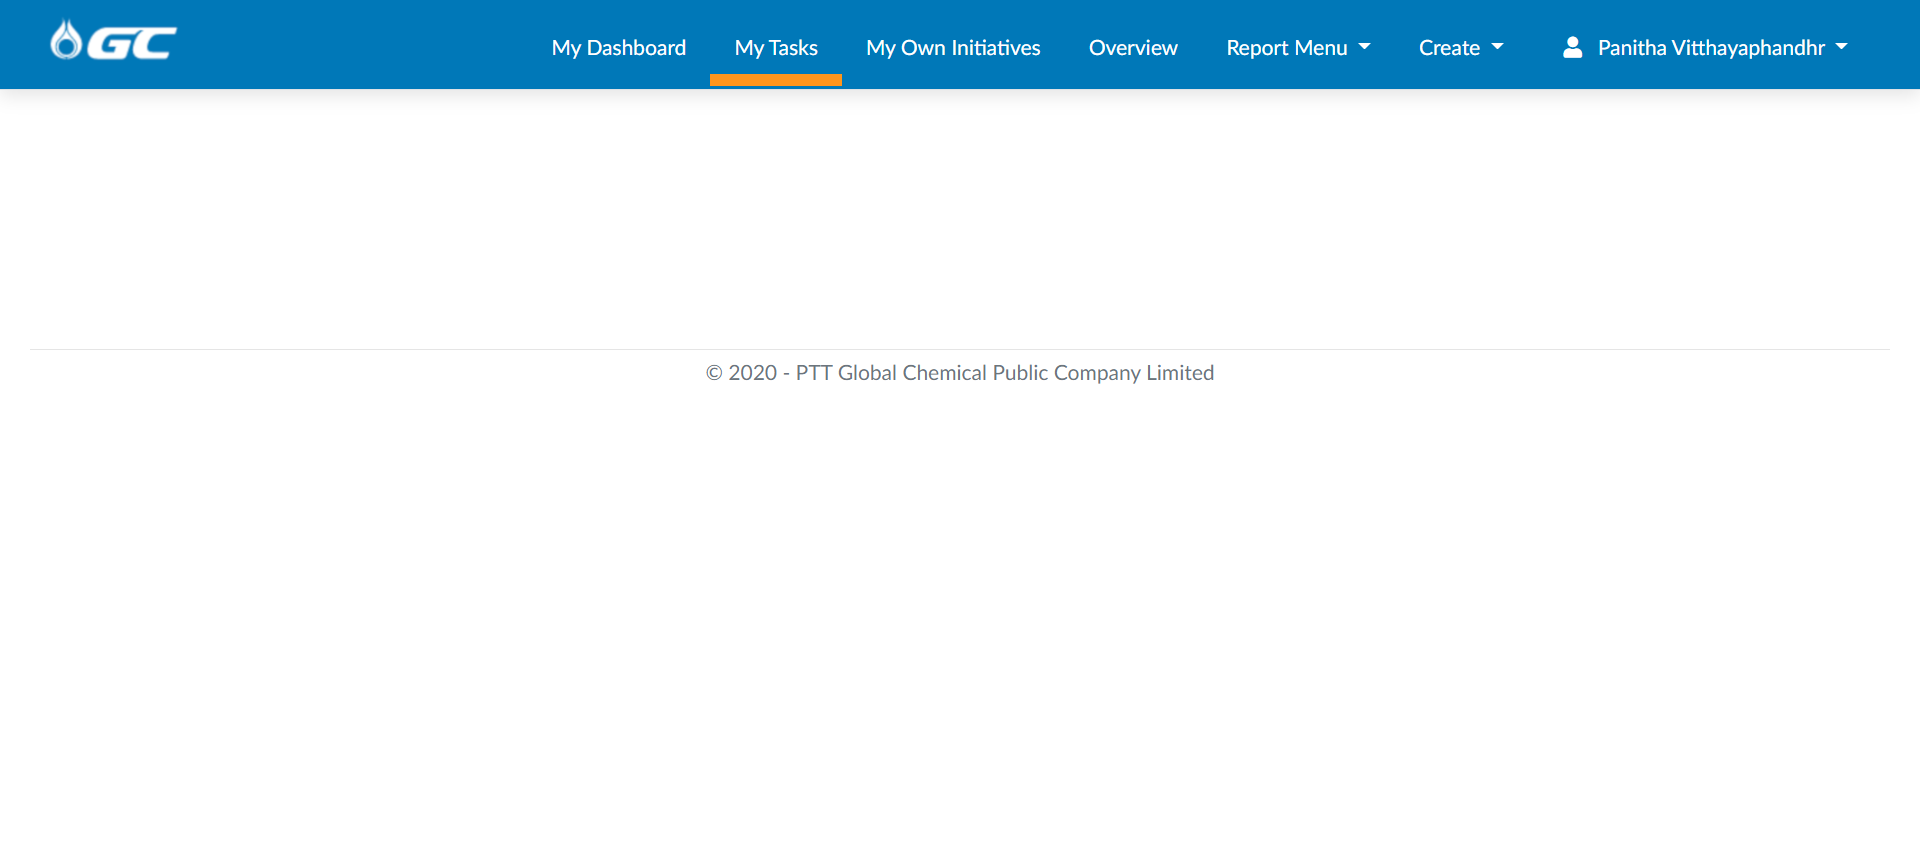 GC
My Dashboard My Tasks My Own Initiatives Overview Report Menu Create Panitha Vitthayaphandhr
© 2020 - PTT Global Chemical Public Company Limited